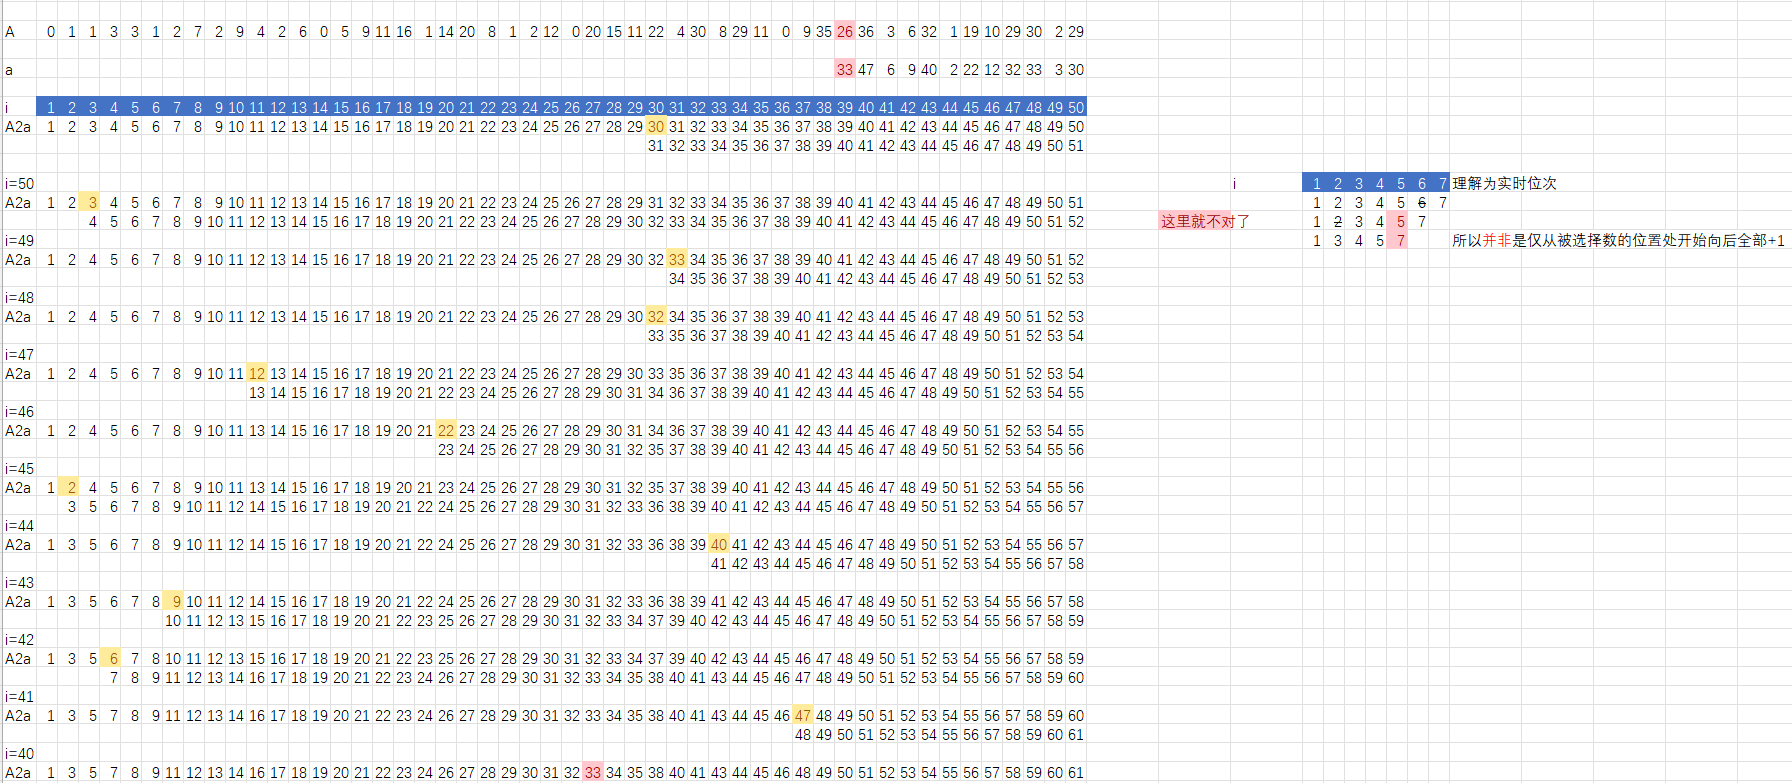 A 0 1 1 3 3 1 2 7 2 9 4 2 6 0 5 9 11 16 1 14 20 8 1 2 12 0 20 15 11 22 4 30 8 29 11 0 9 35 26 36 3 6 32 1 19 10 29 30 2 29
a 33 47 6 9 40 2 22 12 32 33 3 30
i 1 2 3 4 5 6 7 8 9 10 11 12 13 14 15 16 17 18 19 20 21 22 23 24 25 26 27 28 29 30 31 32 33 34 35 36 37 38 39 40 41 42 43 44 45 46 47 48 49 50
A2a 1 2 3 4 5 6 7 8 9 10 11 12 13 14 15 16 17 18 19 20 21 22 23 24 25 26 27 28 29 30 31 32 33 34 35 36 37 38 39 40 41 42 43 44 45 46 47 48 49 50
31 32 33 34 35 36 37 38 39 40 41 42 43 44 45 46 47 48 49 50 51
i=50 i 1 2 3 4 5 6 7 理解为实时位次
A2a 1 2 3 4 5 6 7 8 9 10 11 12 13 14 15 16 17 18 19 20 21 22 23 24 25 26 27 28 29 31 32 33 34 35 36 37 38 39 40 41 42 43 44 45 46 47 48 49 50 51 1 2 3 4 5 6 7
4 5 6 7 8 9 10 11 12 13 14 15 16 17 18 19 20 21 22 23 24 25 26 27 28 29 30 32 33 34 35 36 37 38 39 40 41 42 43 44 45 46 47 48 49 50 51 52 这里就不对了 1 2 3 4 5 7
i=49 1 3 4 5 7 所以并非是仅从被选择数的位置处开始向后全部+1
A2a 1 2 4 5 6 7 8 9 10 11 12 13 14 15 16 17 18 19 20 21 22 23 24 25 26 27 28 29 30 32 33 34 35 36 37 38 39 40 41 42 43 44 45 46 47 48 49 50 51 52
34 35 36 37 38 39 40 41 42 43 44 45 46 47 48 49 50 51 52 53
i=48
A2a 1 2 4 5 6 7 8 9 10 11 12 13 14 15 16 17 18 19 20 21 22 23 24 25 26 27 28 29 30 32 34 35 36 37 38 39 40 41 42 43 44 45 46 47 48 49 50 51 52 53
33 35 36 37 38 39 40 41 42 43 44 45 46 47 48 49 50 51 52 53 54
i=47
A2a 1 2 4 5 6 7 8 9 10 11 12 13 14 15 16 17 18 19 20 21 22 23 24 25 26 27 28 29 30 33 35 36 37 38 39 40 41 42 43 44 45 46 47 48 49 50 51 52 53 54
13 14 15 16 17 18 19 20 21 22 23 24 25 26 27 28 29 30 31 34 36 37 38 39 40 41 42 43 44 45 46 47 48 49 50 51 52 53 54 55
i=46
A2a 1 2 4 5 6 7 8 9 10 11 13 14 15 16 17 18 19 20 21 22 23 24 25 26 27 28 29 30 31 34 36 37 38 39 40 41 42 43 44 45 46 47 48 49 50 51 52 53 54 55
23 24 25 26 27 28 29 30 31 32 35 37 38 39 40 41 42 43 44 45 46 47 48 49 50 51 52 53 54 55 56
i=45
A2a 1 2 4 5 6 7 8 9 10 11 13 14 15 16 17 18 19 20 21 23 24 25 26 27 28 29 30 31 32 35 37 38 39 40 41 42 43 44 45 46 47 48 49 50 51 52 53 54 55 56
3 5 6 7 8 9 10 11 12 14 15 16 17 18 19 20 21 22 24 25 26 27 28 29 30 31 32 33 36 38 39 40 41 42 43 44 45 46 47 48 49 50 51 52 53 54 55 56 57
i=44
A2a 1 3 5 6 7 8 9 10 11 12 14 15 16 17 18 19 20 21 22 24 25 26 27 28 29 30 31 32 33 36 38 39 40 41 42 43 44 45 46 47 48 49 50 51 52 53 54 55 56 57
41 42 43 44 45 46 47 48 49 50 51 52 53 54 55 56 57 58
i=43
A2a 1 3 5 6 7 8 9 10 11 12 14 15 16 17 18 19 20 21 22 24 25 26 27 28 29 30 31 32 33 36 38 39 41 42 43 44 45 46 47 48 49 50 51 52 53 54 55 56 57 58
10 11 12 13 15 16 17 18 19 20 21 22 23 25 26 27 28 29 30 31 32 33 34 37 39 40 42 43 44 45 46 47 48 49 50 51 52 53 54 55 56 57 58 59
i=42
A2a 1 3 5 6 7 8 10 11 12 13 15 16 17 18 19 20 21 22 23 25 26 27 28 29 30 31 32 33 34 37 39 40 42 43 44 45 46 47 48 49 50 51 52 53 54 55 56 57 58 59
7 8 9 11 12 13 14 16 17 18 19 20 21 22 23 24 26 27 28 29 30 31 32 33 34 35 38 40 41 43 44 45 46 47 48 49 50 51 52 53 54 55 56 57 58 59 60
i=41
A2a 1 3 5 7 8 9 11 12 13 14 16 17 18 19 20 21 22 23 24 26 27 28 29 30 31 32 33 34 35 38 40 41 43 44 45 46 47 48 49 50 51 52 53 54 55 56 57 58 59 60
48 49 50 51 52 53 54 55 56 57 58 59 60 61
i=40
A2a 1 3 5 7 8 9 11 12 13 14 16 17 18 19 20 21 22 23 24 26 27 28 29 30 31 32 33 34 35 38 40 41 43 44 45 46 48 49 50 51 52 53 54 55 56 57 58 59 60 61